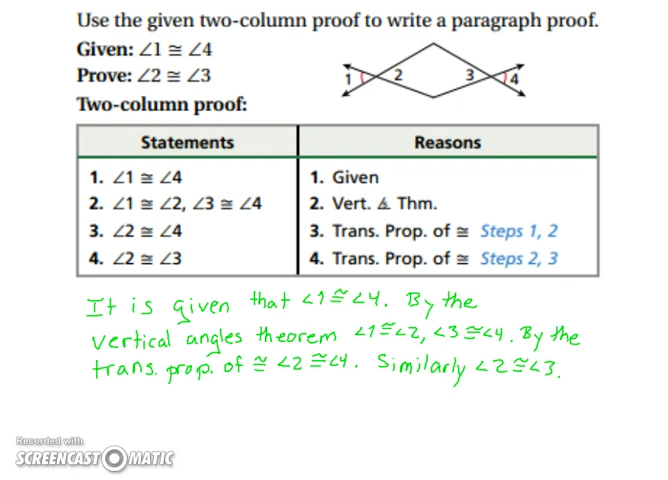 Use the given two-column proof to write a paragraph proof.
Given: ∠1 ≅ ∠4
Prove: ∠2 ≅ ∠3
1 2 3 4
Two-column proof:
Statements Reasons
1. ∠1 ≅ ∠4 1. Given
2. ∠1 ≅ ∠2, ∠3 ≅ ∠4 2. Vert. ∡ Thm.
3. ∠2 ≅ ∠4 3. Trans. Prop. of ≅ Steps 1, 2
4. ∠2 ≅ ∠3 4. Trans. Prop. of ≅ Steps 2, 3
It is given that ∠1≅∠4. By the
vertical angles theorem ∠1≅∠2, ∠3≅∠4. By the
trans. prop. of ≅ ∠2≅∠4. Similarly ∠2≅∠3.
Recorded with
SCREENCAST-O-MATIC